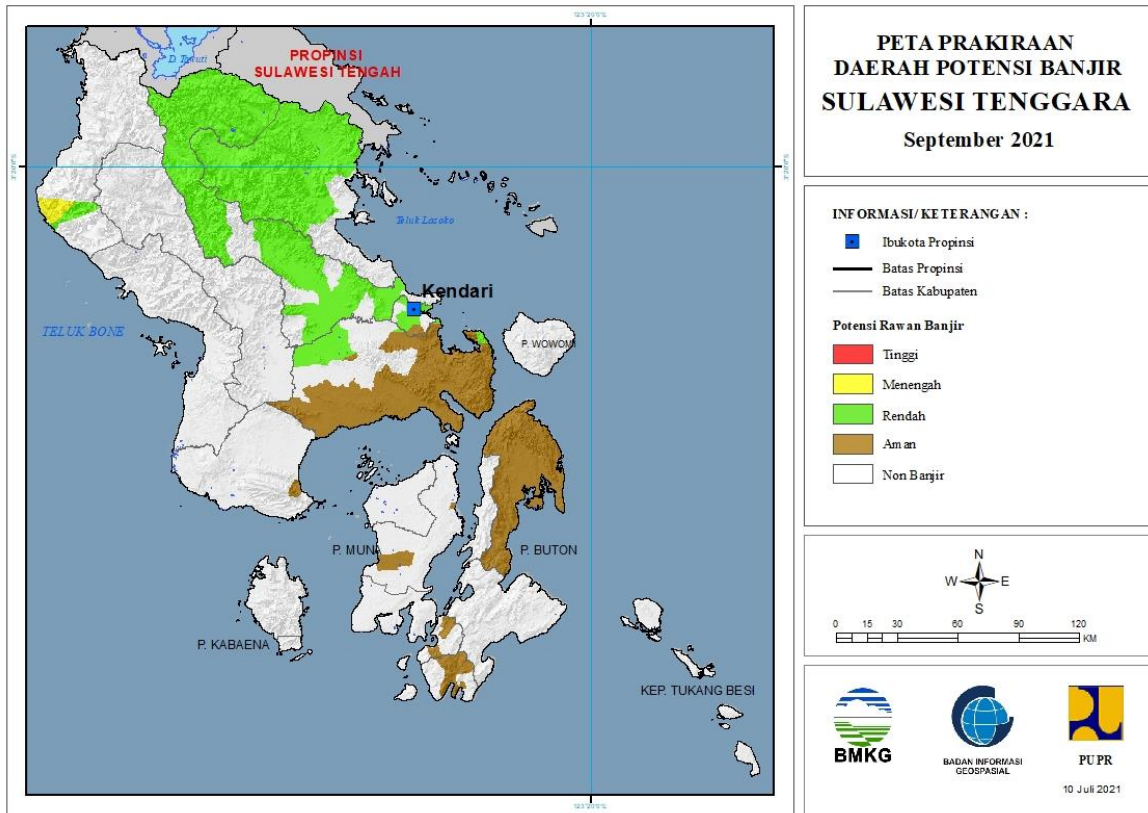 PETA PRAKIRAAN
DAERAH POTENSI BANJIR
SULAWESI TENGGARA
September 2021
INFORMASI/ KETERANGAN :
Ibukota Propinsi
Batas Propinsi
Batas Kabupaten
Potensi Rawan Banjir
Tinggi
Menengah
Rendah
Aman
Non Banjir
N
W E
S
0 15 30 60 90 120
KM
BMKG
BADAN INFORMASI
GEOSPASIAL
PUPR
10 Juli 2021
PROPINSI
SULAWESI TENGAH
Teluk Lasolo
Kendari
TELUK BONE
P. WOWONI
P. MUNA
P. BUTON
P. KABAENA
KEP. TUKANG BESI